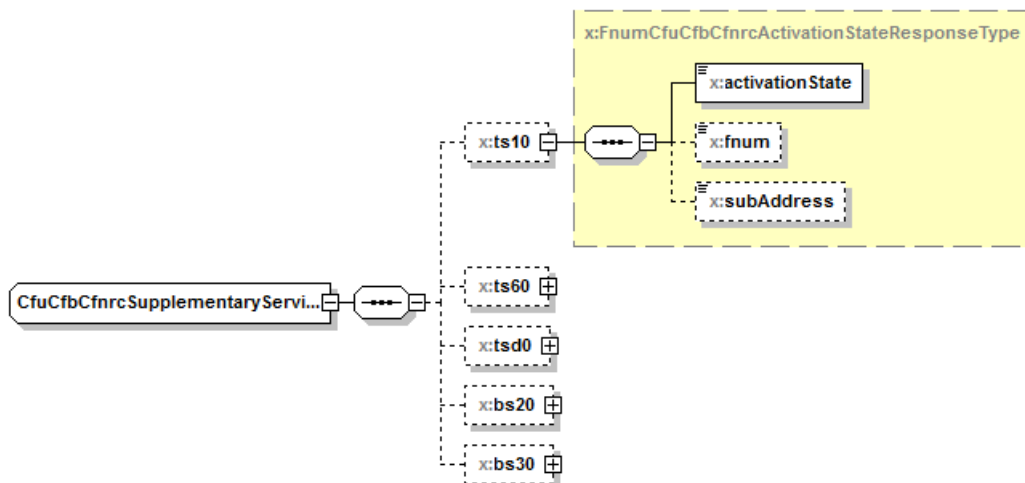 x:FnumCfuCfbCfnrcActivationStateResponseType
x:activationState
x:ts10
x:fnum
x:subAddress
x:ts60
CfuCfbCfnrcSupplementaryServi...
x:tsd0
x:bs20
x:bs30